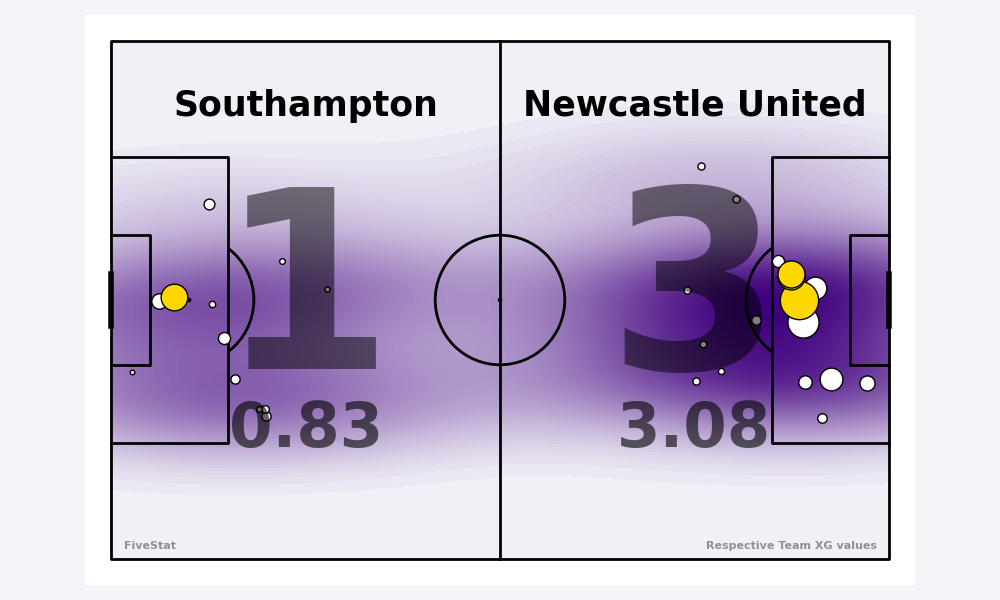 Southampton
Newcastle United
1
3
0.83
3.08
FiveStat
Respective Team XG values